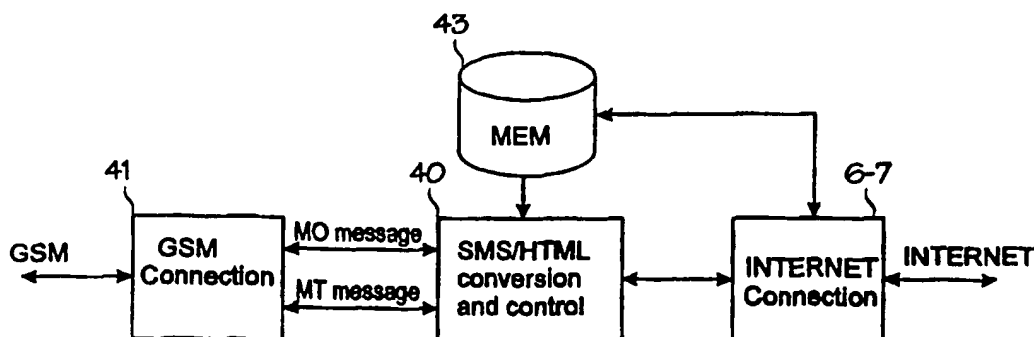 43
MEM
41
40
6-7
GSM
GSM
Connection
MO message
MT message
SMS/HTML
conversion
and control
INTERNET
Connection
INTERNET